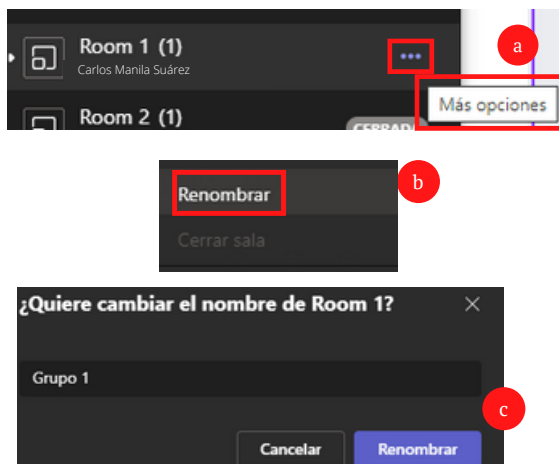 Room 1 (1)
Carlos Manila Suárez
a
Más opciones
Room 2 (1)
CERRADO
Renombrar
b
Cerrar sala
¿Quiere cambiar el nombre de Room 1?
Grupo 1
c
Cancelar
Renombrar